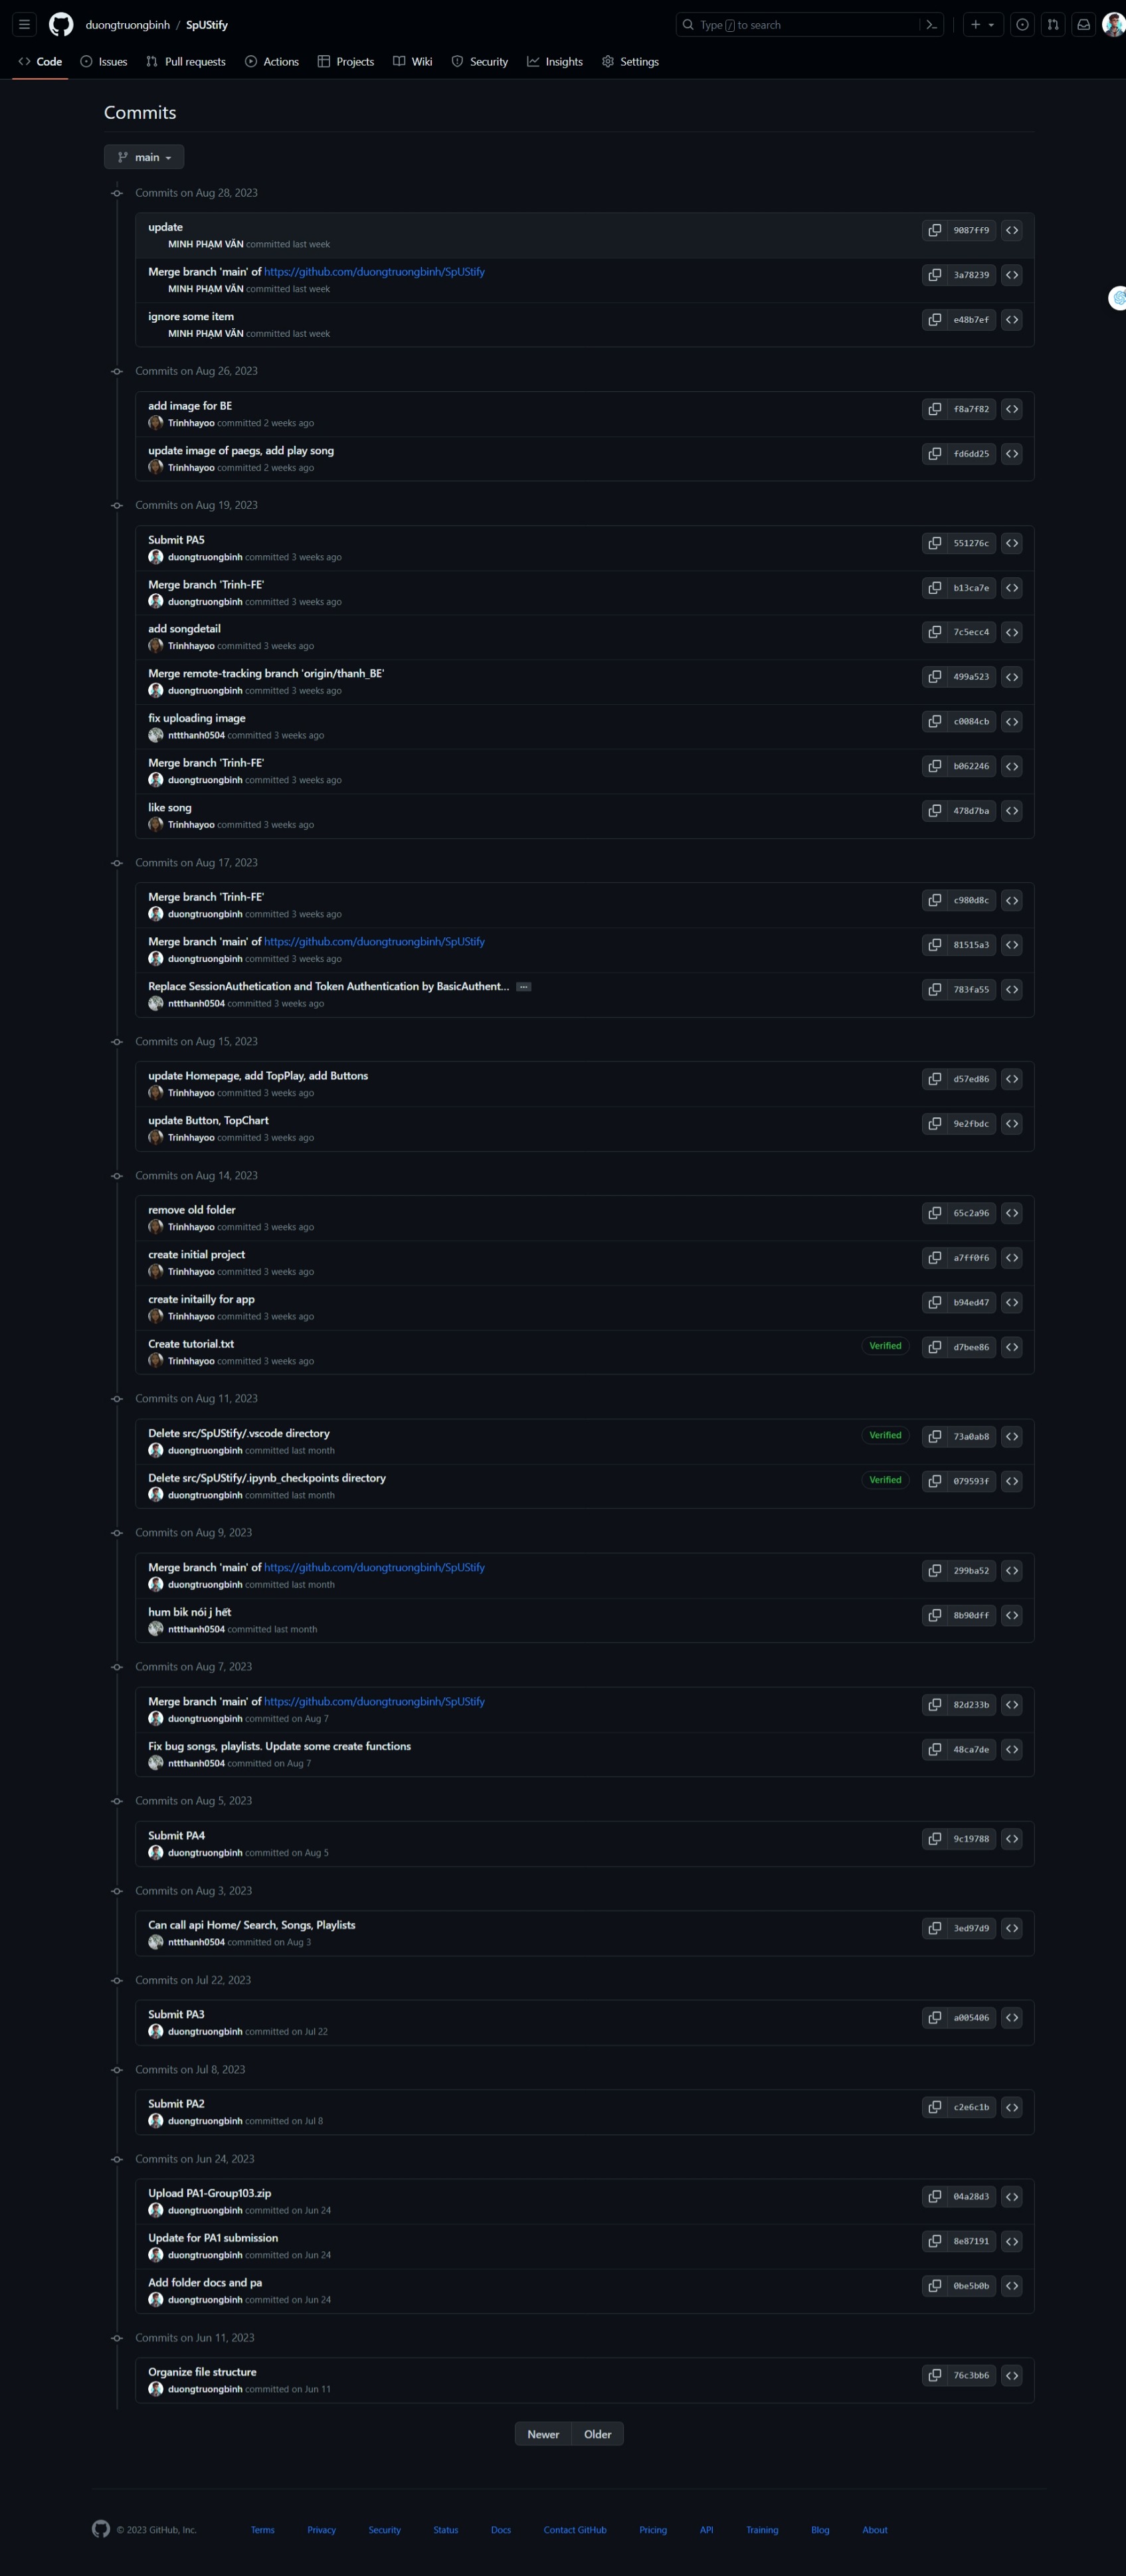 duongtruongbinh / SpUStify
Type / to search
Code Issues Pull requests Actions Projects Wiki Security Insights Settings
Commits
main
Commits on Aug 28, 2023
update
9087ff9
MINH PHẠM VĂN committed last week
Merge branch 'main' of https://github.com/duongtruongbinh/SpUStify
3a78239
MINH PHẠM VĂN committed last week
ignore some item
e48b7ef
MINH PHẠM VĂN committed last week
Commits on Aug 26, 2023
add image for BE
f8a7f82
Trinhhayoo committed 2 weeks ago
update image of paegs, add play song
fd6dd25
Trinhhayoo committed 2 weeks ago
Commits on Aug 19, 2023
Submit PA5
551276c
duongtruongbinh committed 3 weeks ago
Merge branch 'Trinh-FE'
b13ca7e
duongtruongbinh committed 3 weeks ago
add songdetail
7c5ecc4
Trinhhayoo committed 3 weeks ago
Merge remote-tracking branch 'origin/thanh_BE'
499a523
duongtruongbinh committed 3 weeks ago
fix uploading image
c0084cb
nttthanh0504 committed 3 weeks ago
Merge branch 'Trinh-FE'
b062246
duongtruongbinh committed 3 weeks ago
like song
478d7ba
Trinhhayoo committed 3 weeks ago
Commits on Aug 17, 2023
Merge branch 'Trinh-FE'
c980d8c
duongtruongbinh committed 3 weeks ago
Merge branch 'main' of https://github.com/duongtruongbinh/SpUStify
81515a3
duongtruongbinh committed 3 weeks ago
Replace SessionAuthetication and Token Authentication by BasicAuthent... …
783fa55
nttthanh0504 committed 3 weeks ago
Commits on Aug 15, 2023
update Homepage, add TopPlay, add Buttons
d57ed86
Trinhhayoo committed 3 weeks ago
update Button, TopChart
9e2fbdc
Trinhhayoo committed 3 weeks ago
Commits on Aug 14, 2023
remove old folder
65c2a96
Trinhhayoo committed 3 weeks ago
create initial project
a7ff0f6
Trinhhayoo committed 3 weeks ago
create initailly for app
b94ed47
Trinhhayoo committed 3 weeks ago
Create tutorial.txt
Verified d7bee86
Trinhhayoo committed 3 weeks ago
Commits on Aug 11, 2023
Delete src/SpUStify/.vscode directory
Verified 73a0ab8
duongtruongbinh committed last month
Delete src/SpUStify/.ipynb_checkpoints directory
Verified 079593f
duongtruongbinh committed last month
Commits on Aug 9, 2023
Merge branch 'main' of https://github.com/duongtruongbinh/SpUStify
299ba52
duongtruongbinh committed last month
hum bik nói j hết
8b90dff
nttthanh0504 committed last month
Commits on Aug 7, 2023
Merge branch 'main' of https://github.com/duongtruongbinh/SpUStify
82d233b
duongtruongbinh committed on Aug 7
Fix bug songs, playlists. Update some create functions
48ca7de
nttthanh0504 committed on Aug 7
Commits on Aug 5, 2023
Submit PA4
9c19788
duongtruongbinh committed on Aug 5
Commits on Aug 3, 2023
Can call api Home/ Search, Songs, Playlists
3ed97d9
nttthanh0504 committed on Aug 3
Commits on Jul 22, 2023
Submit PA3
a005406
duongtruongbinh committed on Jul 22
Commits on Jul 8, 2023
Submit PA2
c2e6c1b
duongtruongbinh committed on Jul 8
Commits on Jun 24, 2023
Upload PA1-Group103.zip
04a28d3
duongtruongbinh committed on Jun 24
Update for PA1 submission
8e87191
duongtruongbinh committed on Jun 24
Add folder docs and pa
0be5b0b
duongtruongbinh committed on Jun 24
Commits on Jun 11, 2023
Organize file structure
76c3bb6
duongtruongbinh committed on Jun 11
Newer Older
© 2023 GitHub, Inc. Terms Privacy Security Status Docs Contact GitHub Pricing API Training Blog About